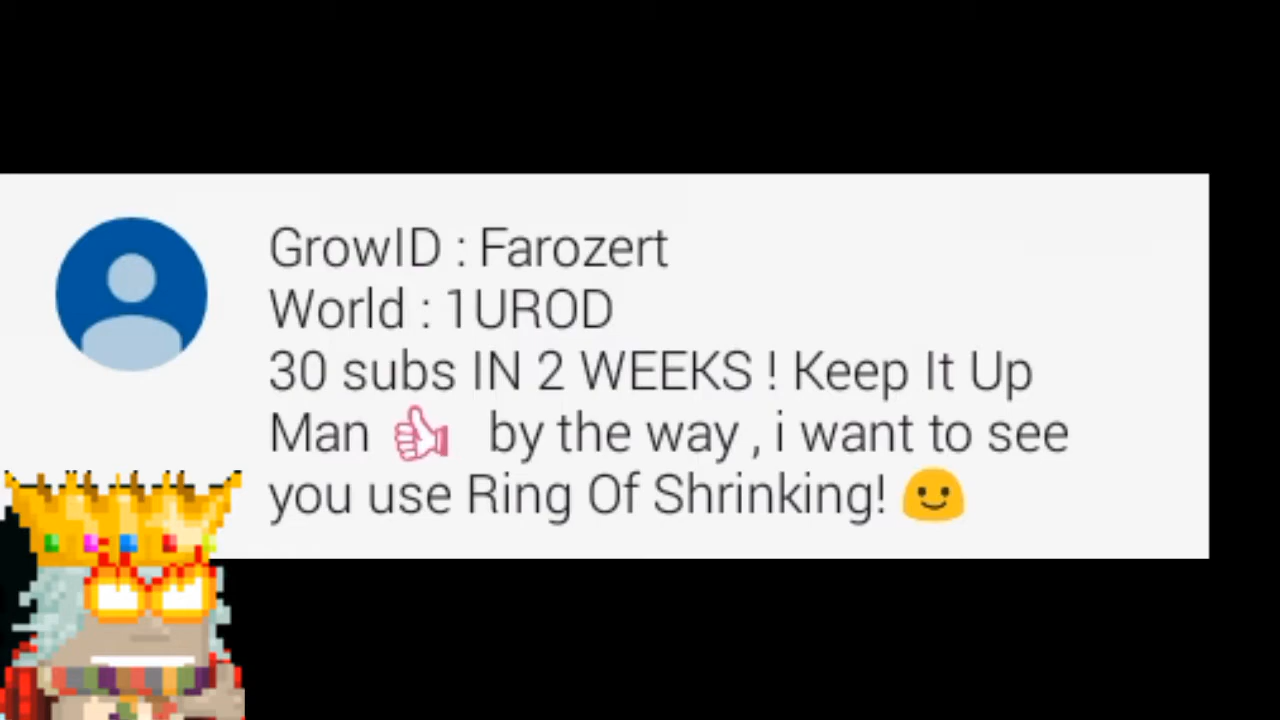 GrowID : Farozert
World : 1UROD
30 subs IN 2 WEEKS ! Keep It Up
Man 👍 by the way , i want to see
you use Ring Of Shrinking! 🙂